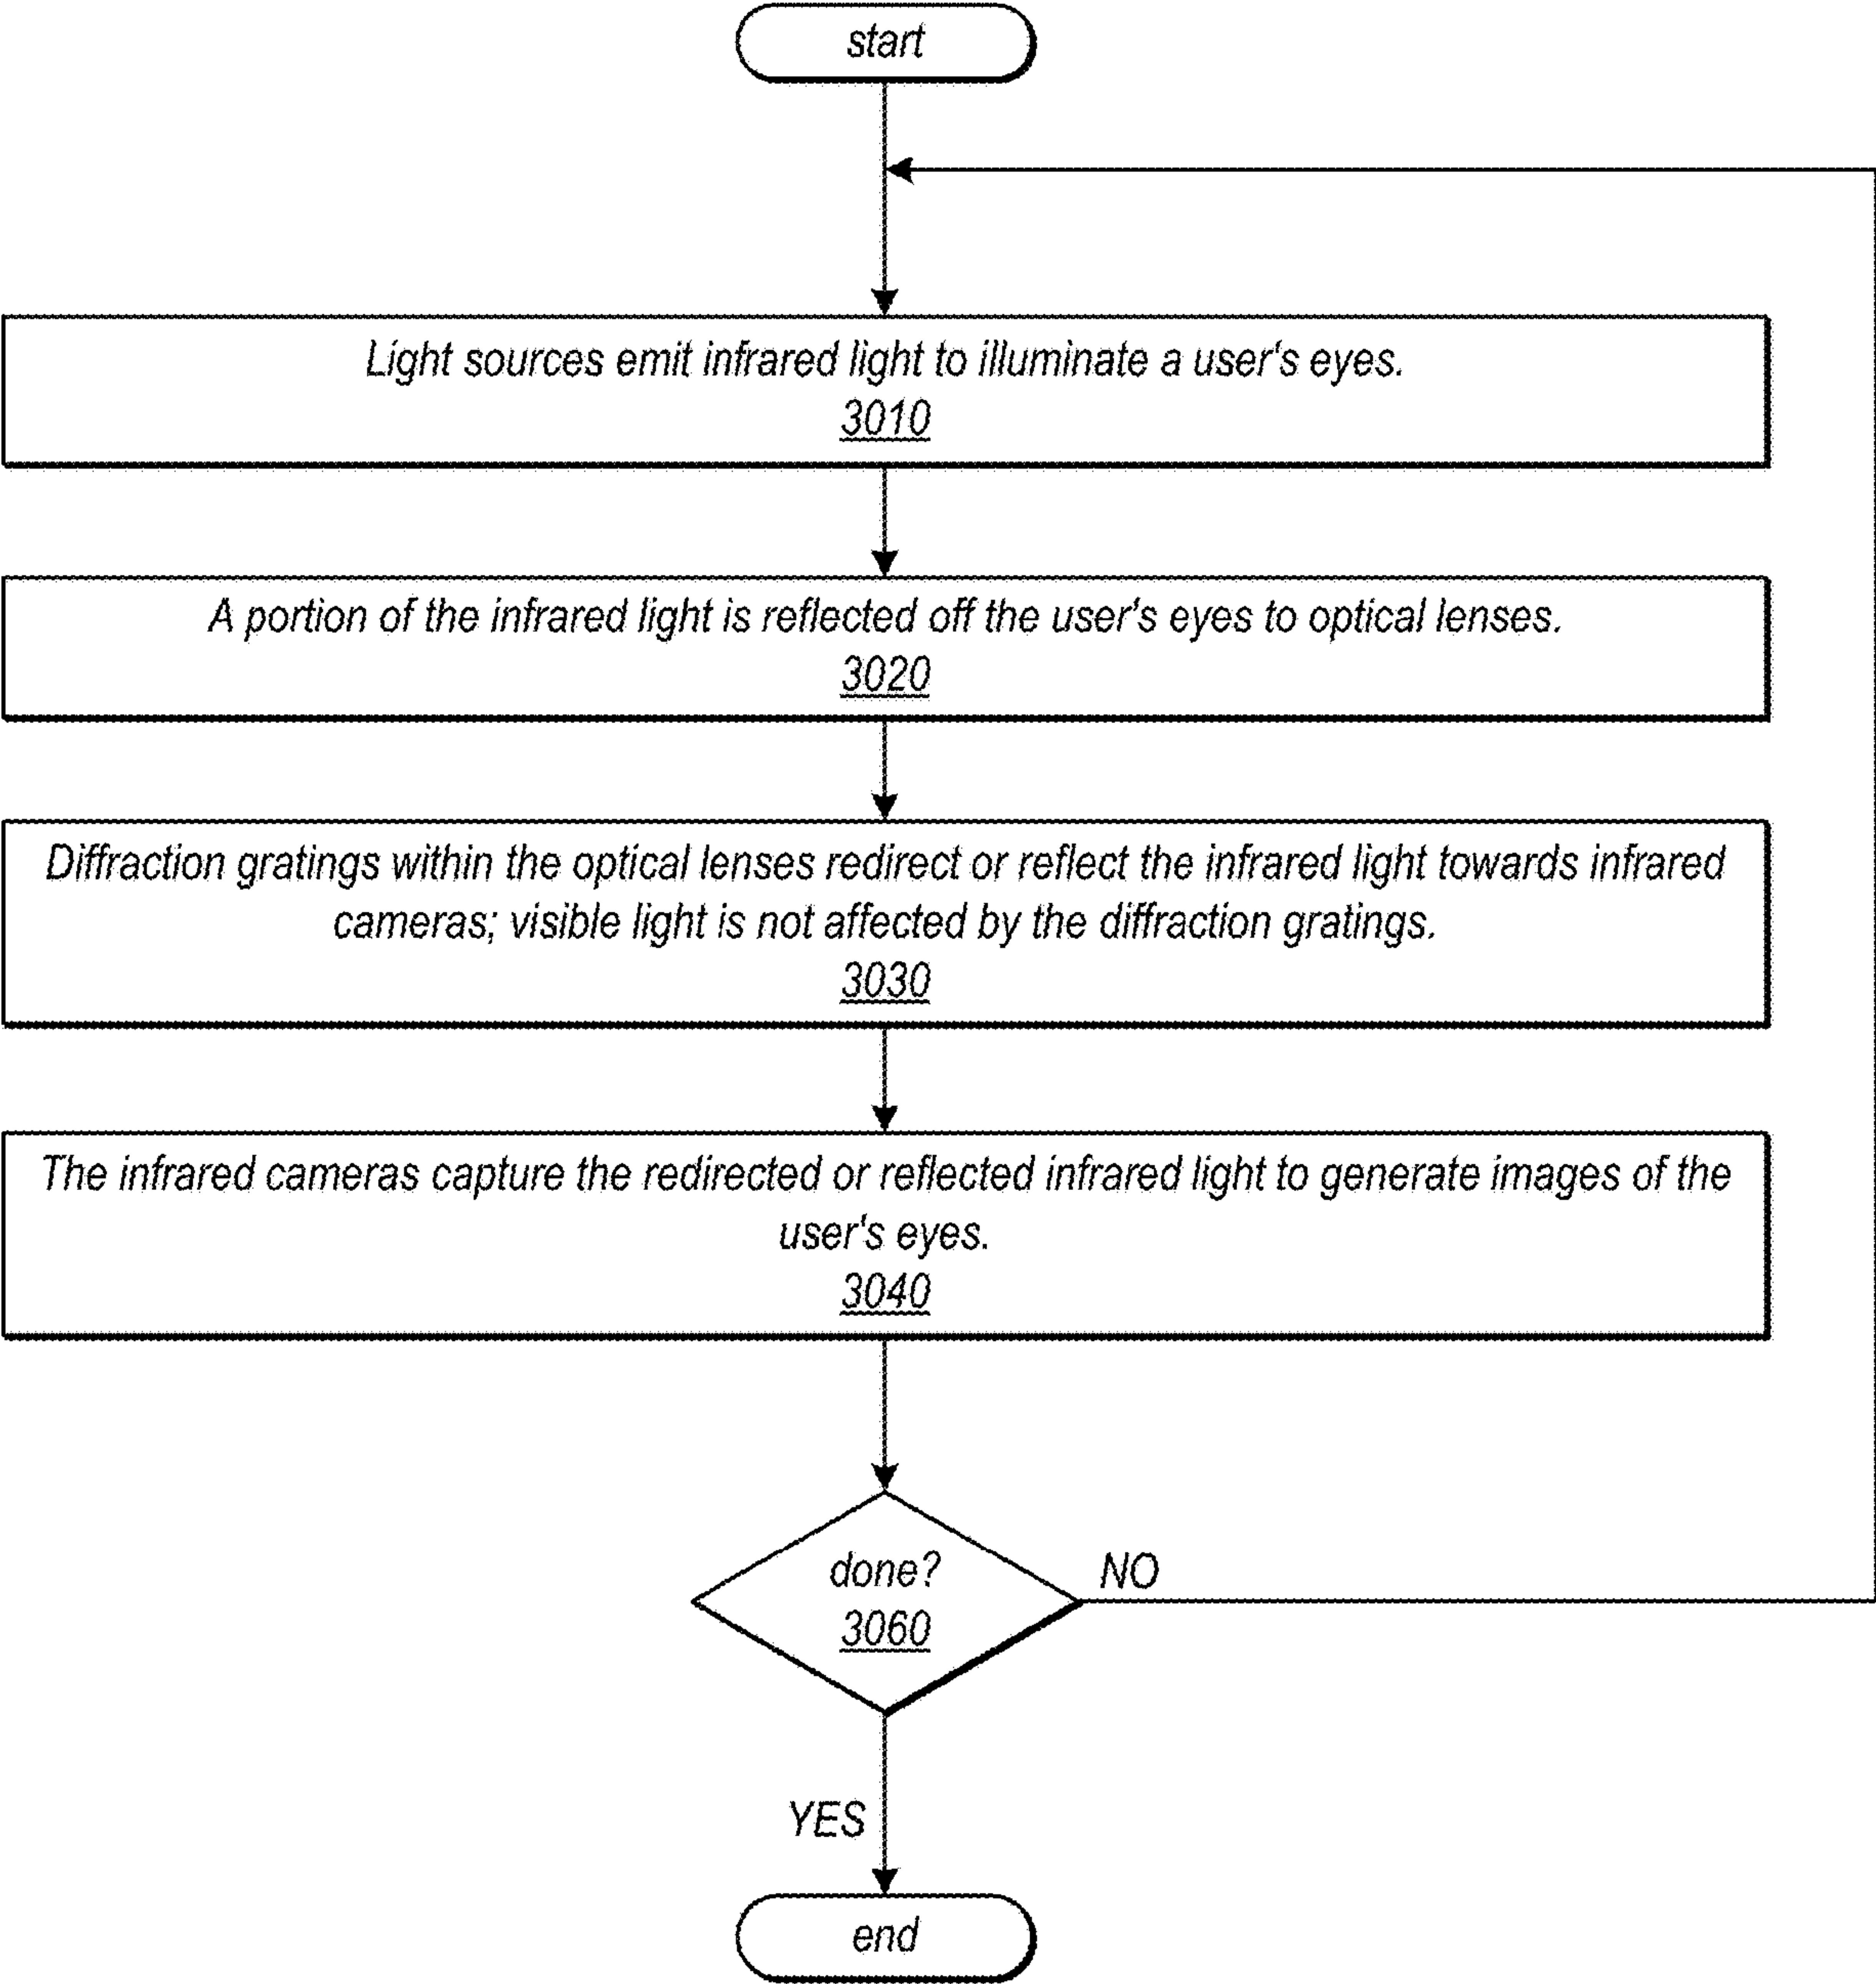 start
Light sources emit infrared light to illuminate a user's eyes.
3010
A portion of the infrared light is reflected off the user's eyes to optical lenses.
3020
Diffraction gratings within the optical lenses redirect or reflect the infrared light towards infrared
cameras; visible light is not affected by the diffraction gratings.
3030
The infrared cameras capture the redirected or reflected infrared light to generate images of the
user's eyes.
3040
done?
3060
NO
YES
end